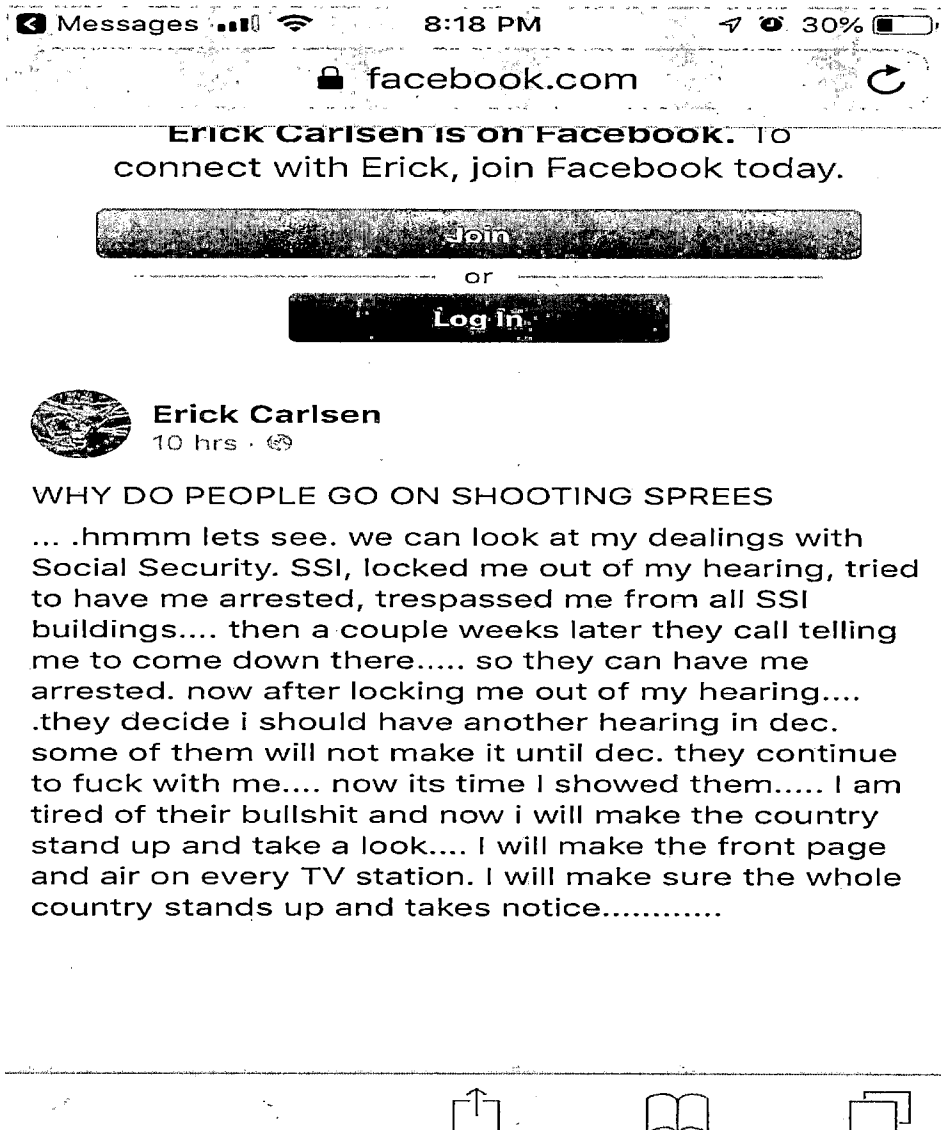 Messages 8:18 PM 30%
facebook.com
Erick Carlsen is on Facebook. To
connect with Erick, join Facebook today.
Join
or
Log In
Erick Carlsen
10 hrs ·
WHY DO PEOPLE GO ON SHOOTING SPREES
... .hmmm lets see. we can look at my dealings with
Social Security. SSI, locked me out of my hearing, tried
to have me arrested, trespassed me from all SSI
buildings.... then a couple weeks later they call telling
me to come down there..... so they can have me
arrested. now after locking me out of my hearing....
.they decide i should have another hearing in dec.
some of them will not make it until dec. they continue
to fuck with me.... now its time I showed them..... I am
tired of their bullshit and now i will make the country
stand up and take a look.... I will make the front page
and air on every TV station. I will make sure the whole
country stands up and takes notice............